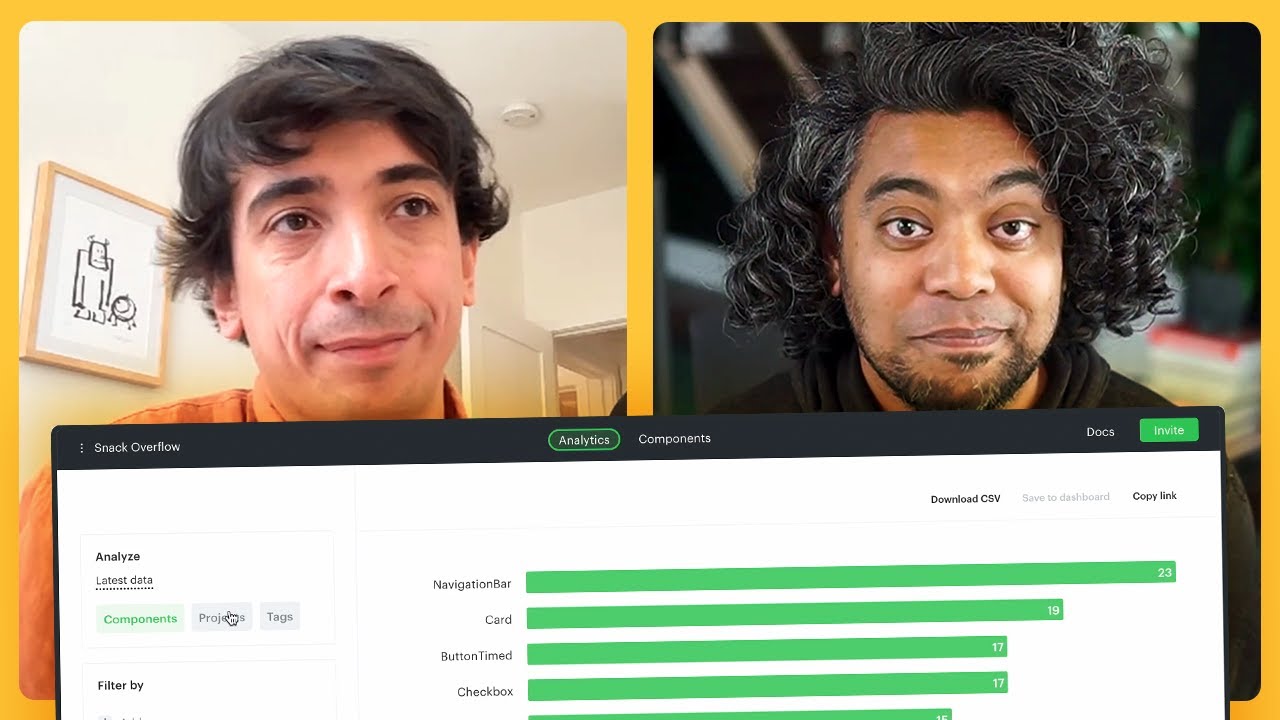 Snack Overflow
Analytics
Components
Docs
Invite
Download CSV
Save to dashboard
Copy link
Analyze
Latest data
Components
Projects
Tags
Filter by
NavigationBar
23
Card
19
ButtonTimed
17
Checkbox
17
15